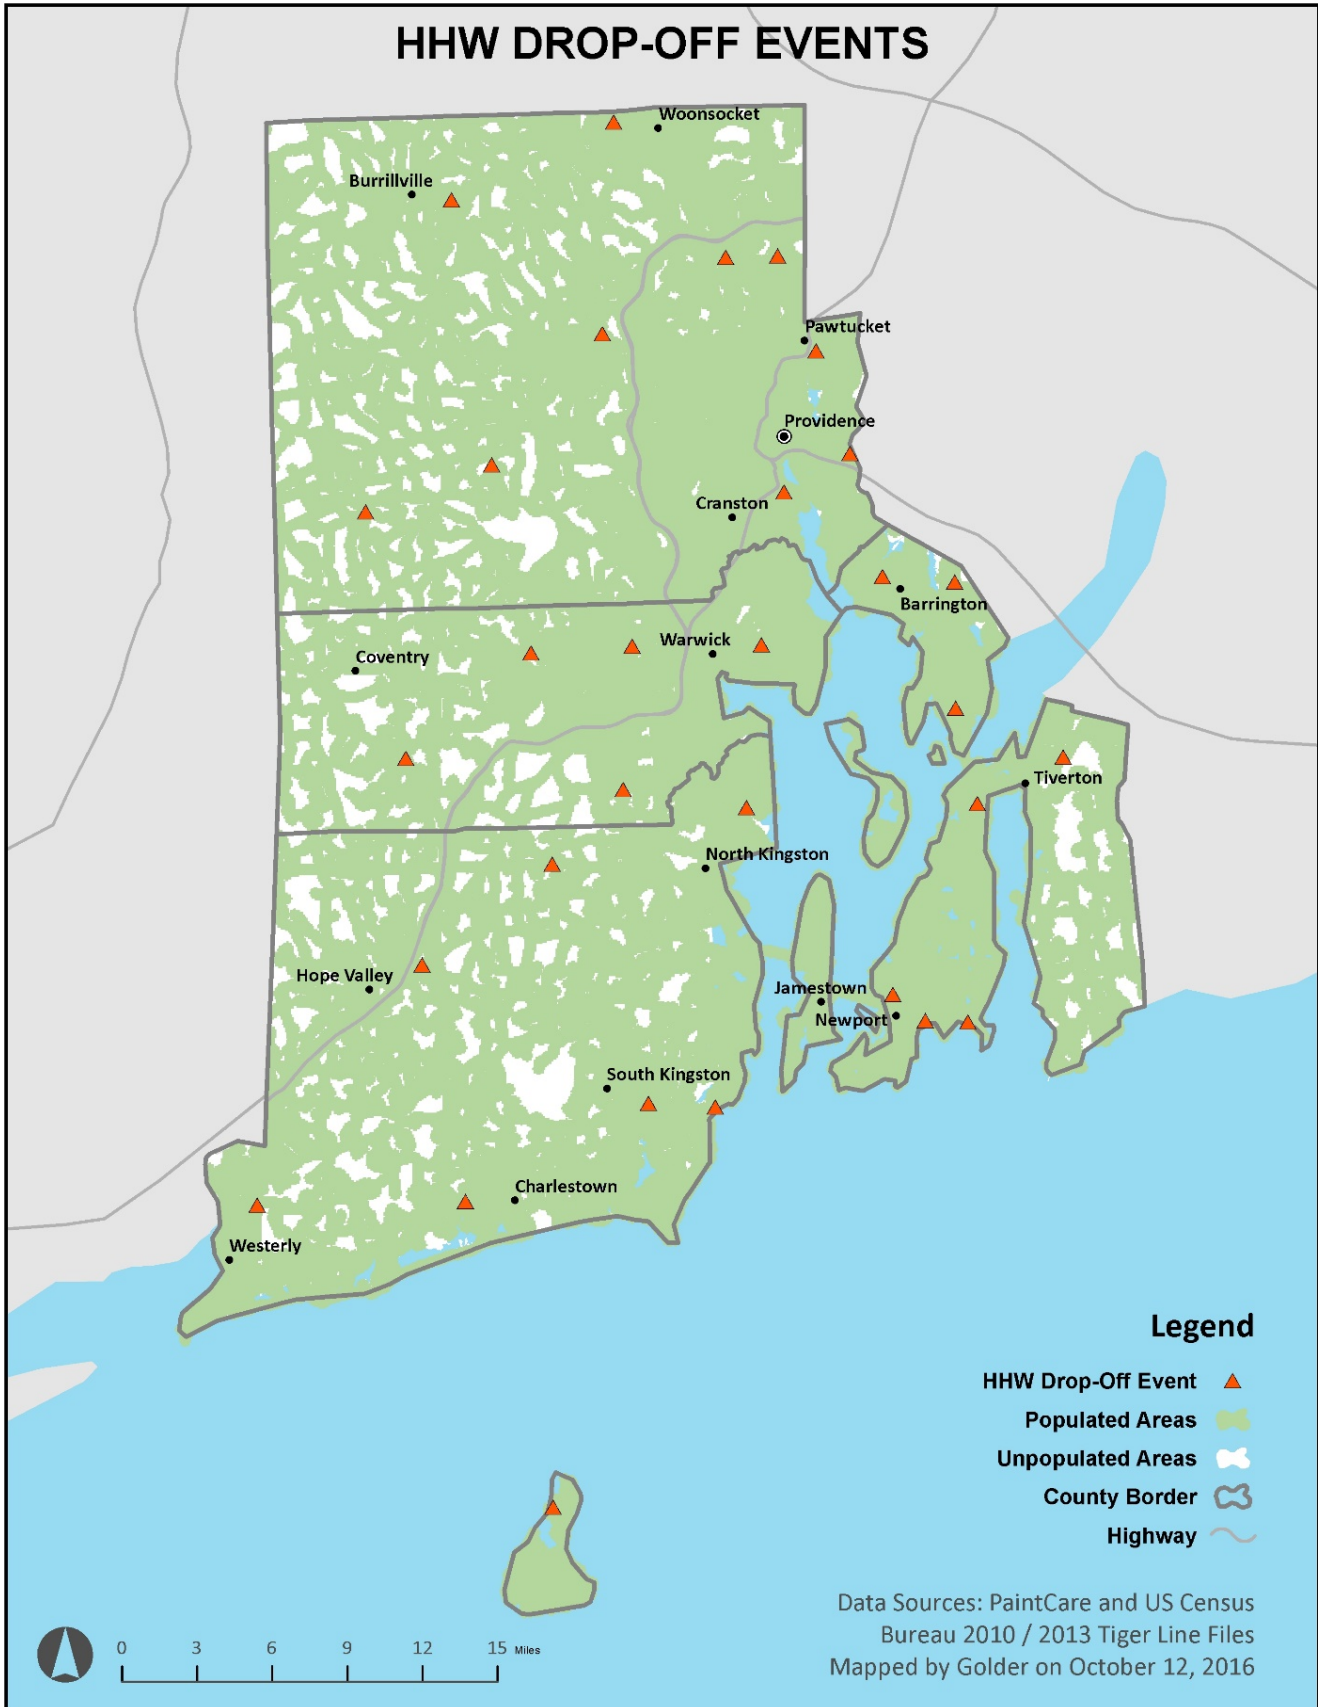 HHW DROP-OFF EVENTS
Woonsocket
Burrillville
Pawtucket
Providence
Cranston
Barrington
Warwick
Coventry
Tiverton
North Kingston
Hope Valley
Jamestown
Newport
South Kingston
Charlestown
Westerly
Legend
HHW Drop-Off Event
Populated Areas
Unpopulated Areas
County Border
Highway
Data Sources: PaintCare and US Census
Bureau 2010 / 2013 Tiger Line Files
Mapped by Golder on October 12, 2016
0 3 6 9 12 15 Miles